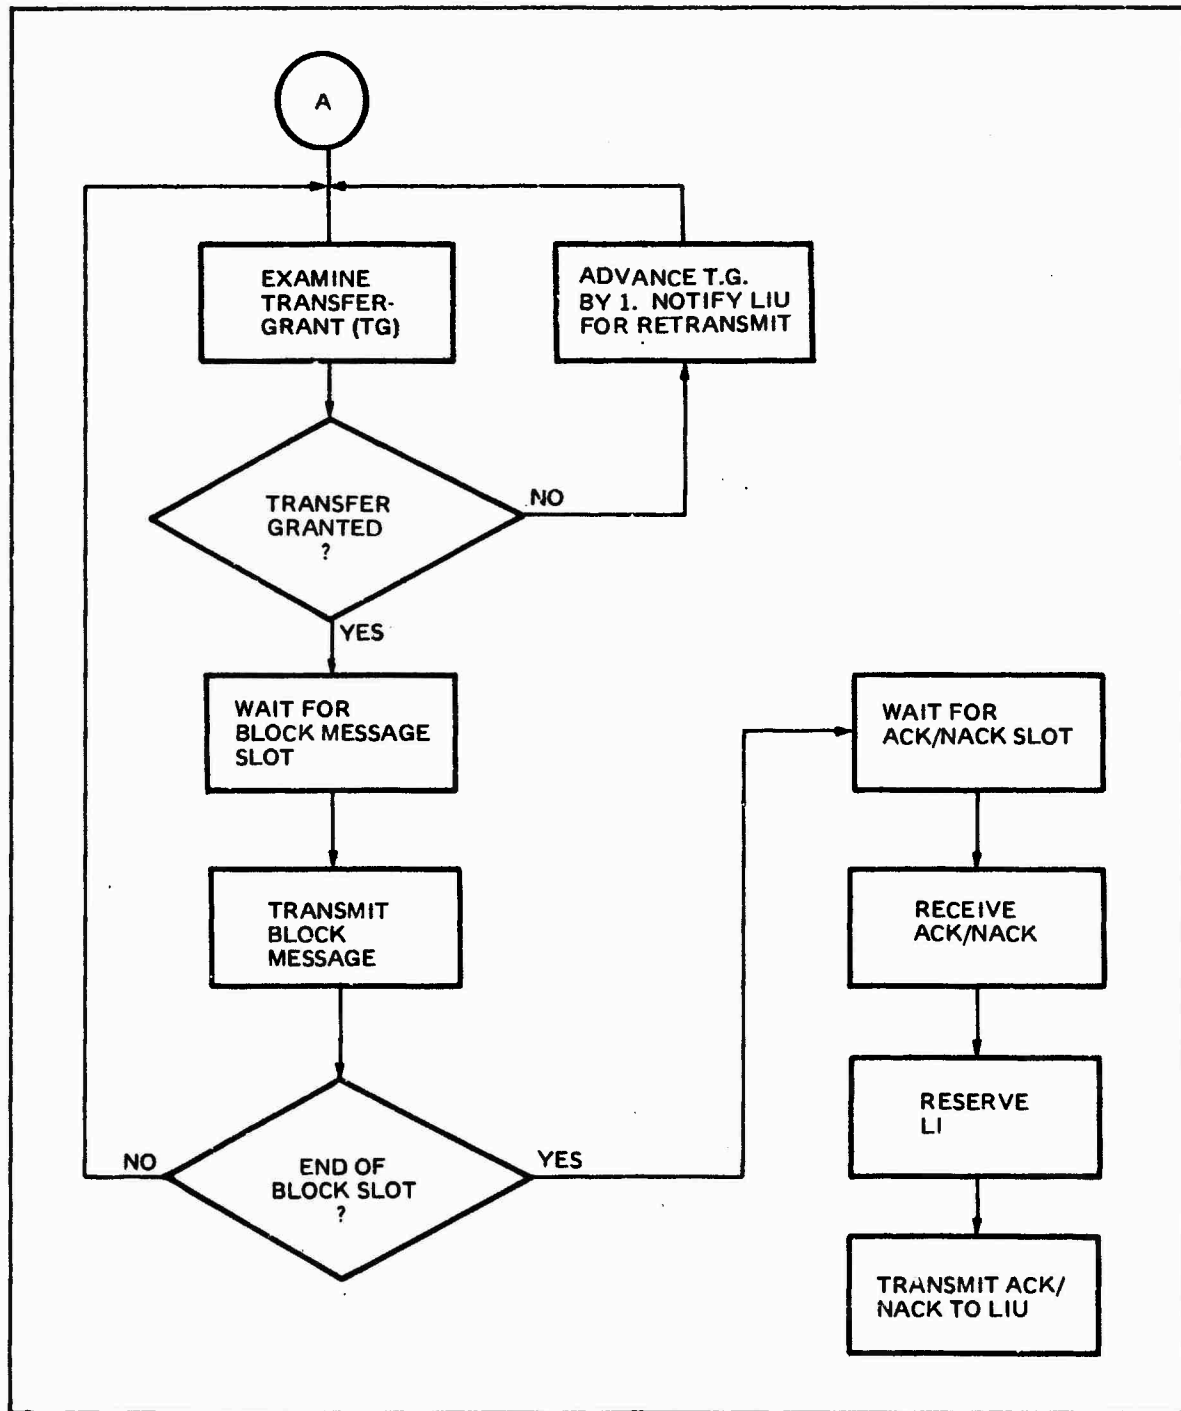 A
EXAMINE
TRANSFER-
GRANT (TG)
ADVANCE T.G.
BY 1. NOTIFY LIU
FOR RETRANSMIT
TRANSFER
GRANTED
?
NO
YES
WAIT FOR
BLOCK MESSAGE
SLOT
TRANSMIT
BLOCK
MESSAGE
END OF
BLOCK SLOT
?
NO
YES
WAIT FOR
ACK/NACK SLOT
RECEIVE
ACK/NACK
RESERVE
LI
TRANSMIT ACK/
NACK TO LIU